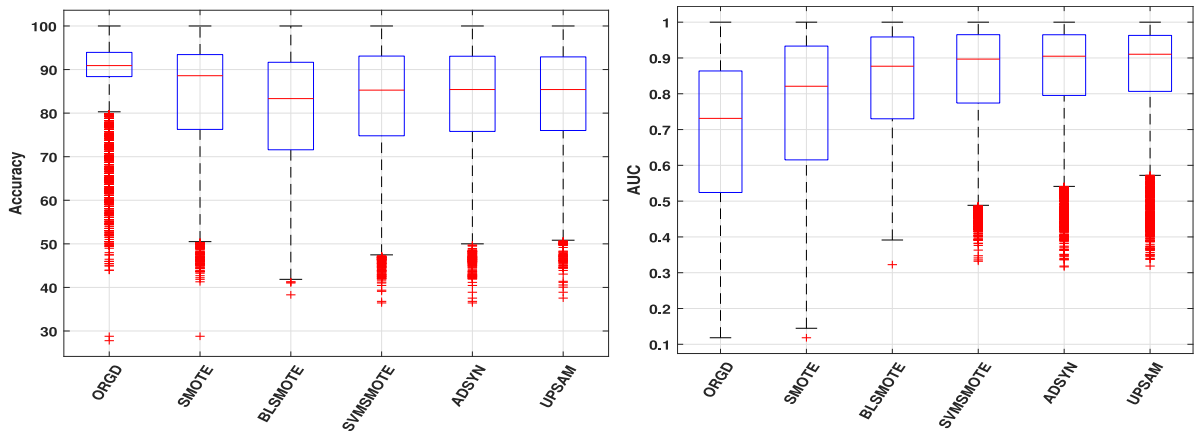 100
90
80
70
60
50
40
30
Accuracy
ORGD
SMOTE
BLSMOTE
SVMSMOTE
ADSYN
UPSAM
1
0.9
0.8
0.7
0.6
0.5
0.4
0.3
0.2
0.1
AUC
ORGD
SMOTE
BLSMOTE
SVMSMOTE
ADSYN
UPSAM